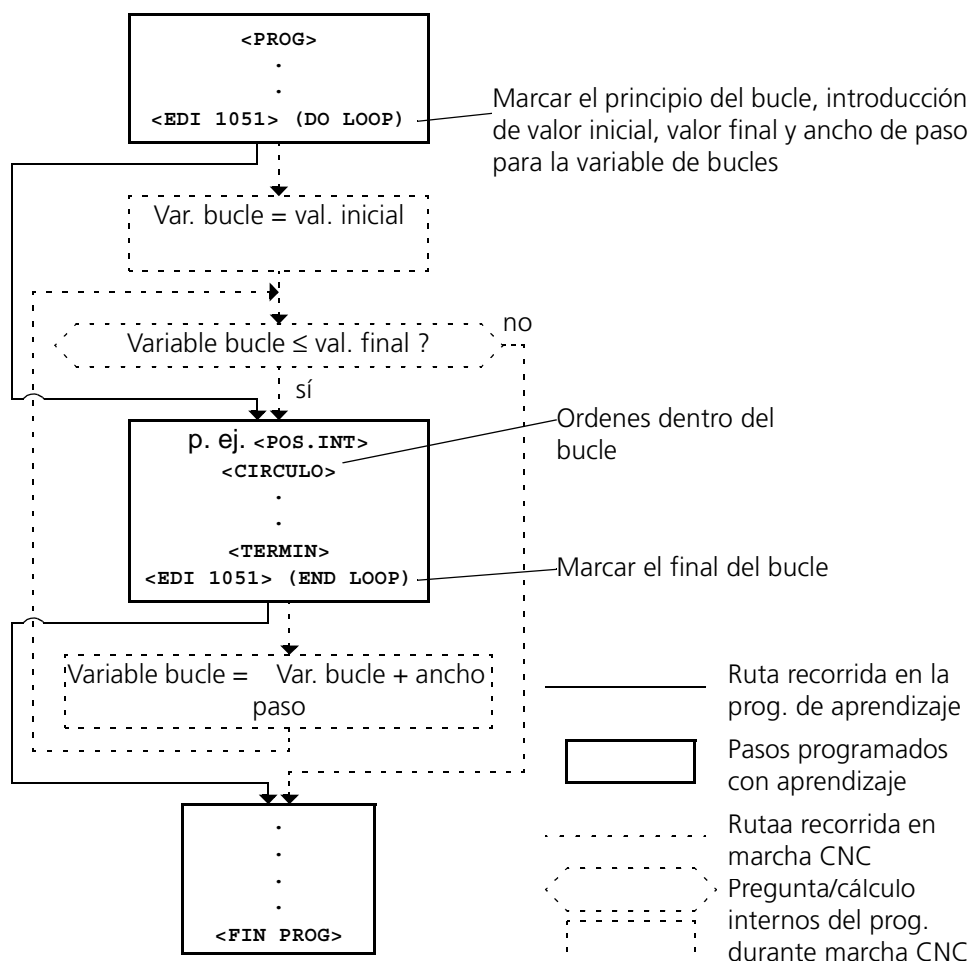 <PROG>
.
.
<EDI 1051> (DO LOOP)
Marcar el principio del bucle, introducción
de valor inicial, valor final y ancho de paso
para la variable de bucles
Var. bucle = val. inicial
Variable bucle ≤ val. final ?
no
sí
p. ej. <POS.INT>
<CIRCULO>
.
.
<TERMIN>
<EDI 1051> (END LOOP)
Ordenes dentro del
bucle
Marcar el final del bucle
Variable bucle = Var. bucle + ancho
paso
.
.
.
.
<FIN PROG>
Ruta recorrida en la
prog. de aprendizaje
Pasos programados
con aprendizaje
Rutaa recorrida en
marcha CNC
Pregunta/cálculo
internos del prog.
durante marcha CNC